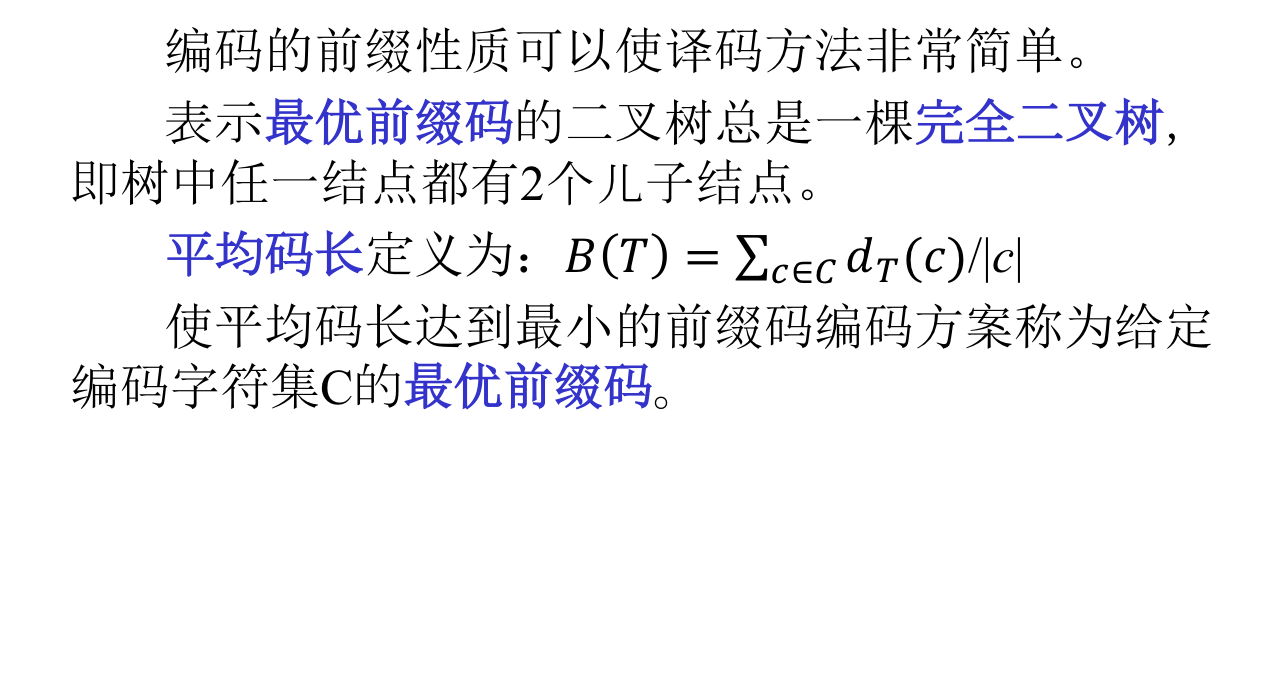 编码的前缀性质可以使译码方法非常简单。
表示最优前缀码的二叉树总是一棵完全二叉树,
即树中任一结点都有2个儿子结点。
平均码长定义为：B(T) = ∑_{c∈C} d_T(c)/|c|
使平均码长达到最小的前缀码编码方案称为给定
编码字符集C的最优前缀码。